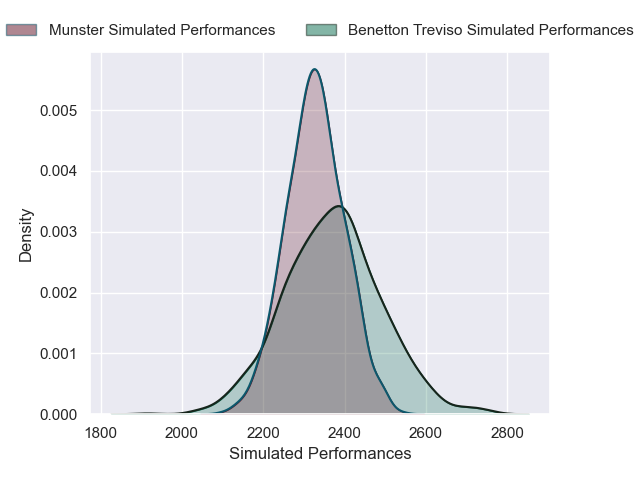 Munster Simulated Performances
Benetton Treviso Simulated Performances
0.005
0.004
0.003
0.002
0.001
0.000
Density
1800 2000 2200 2400 2600 2800
Simulated Performances